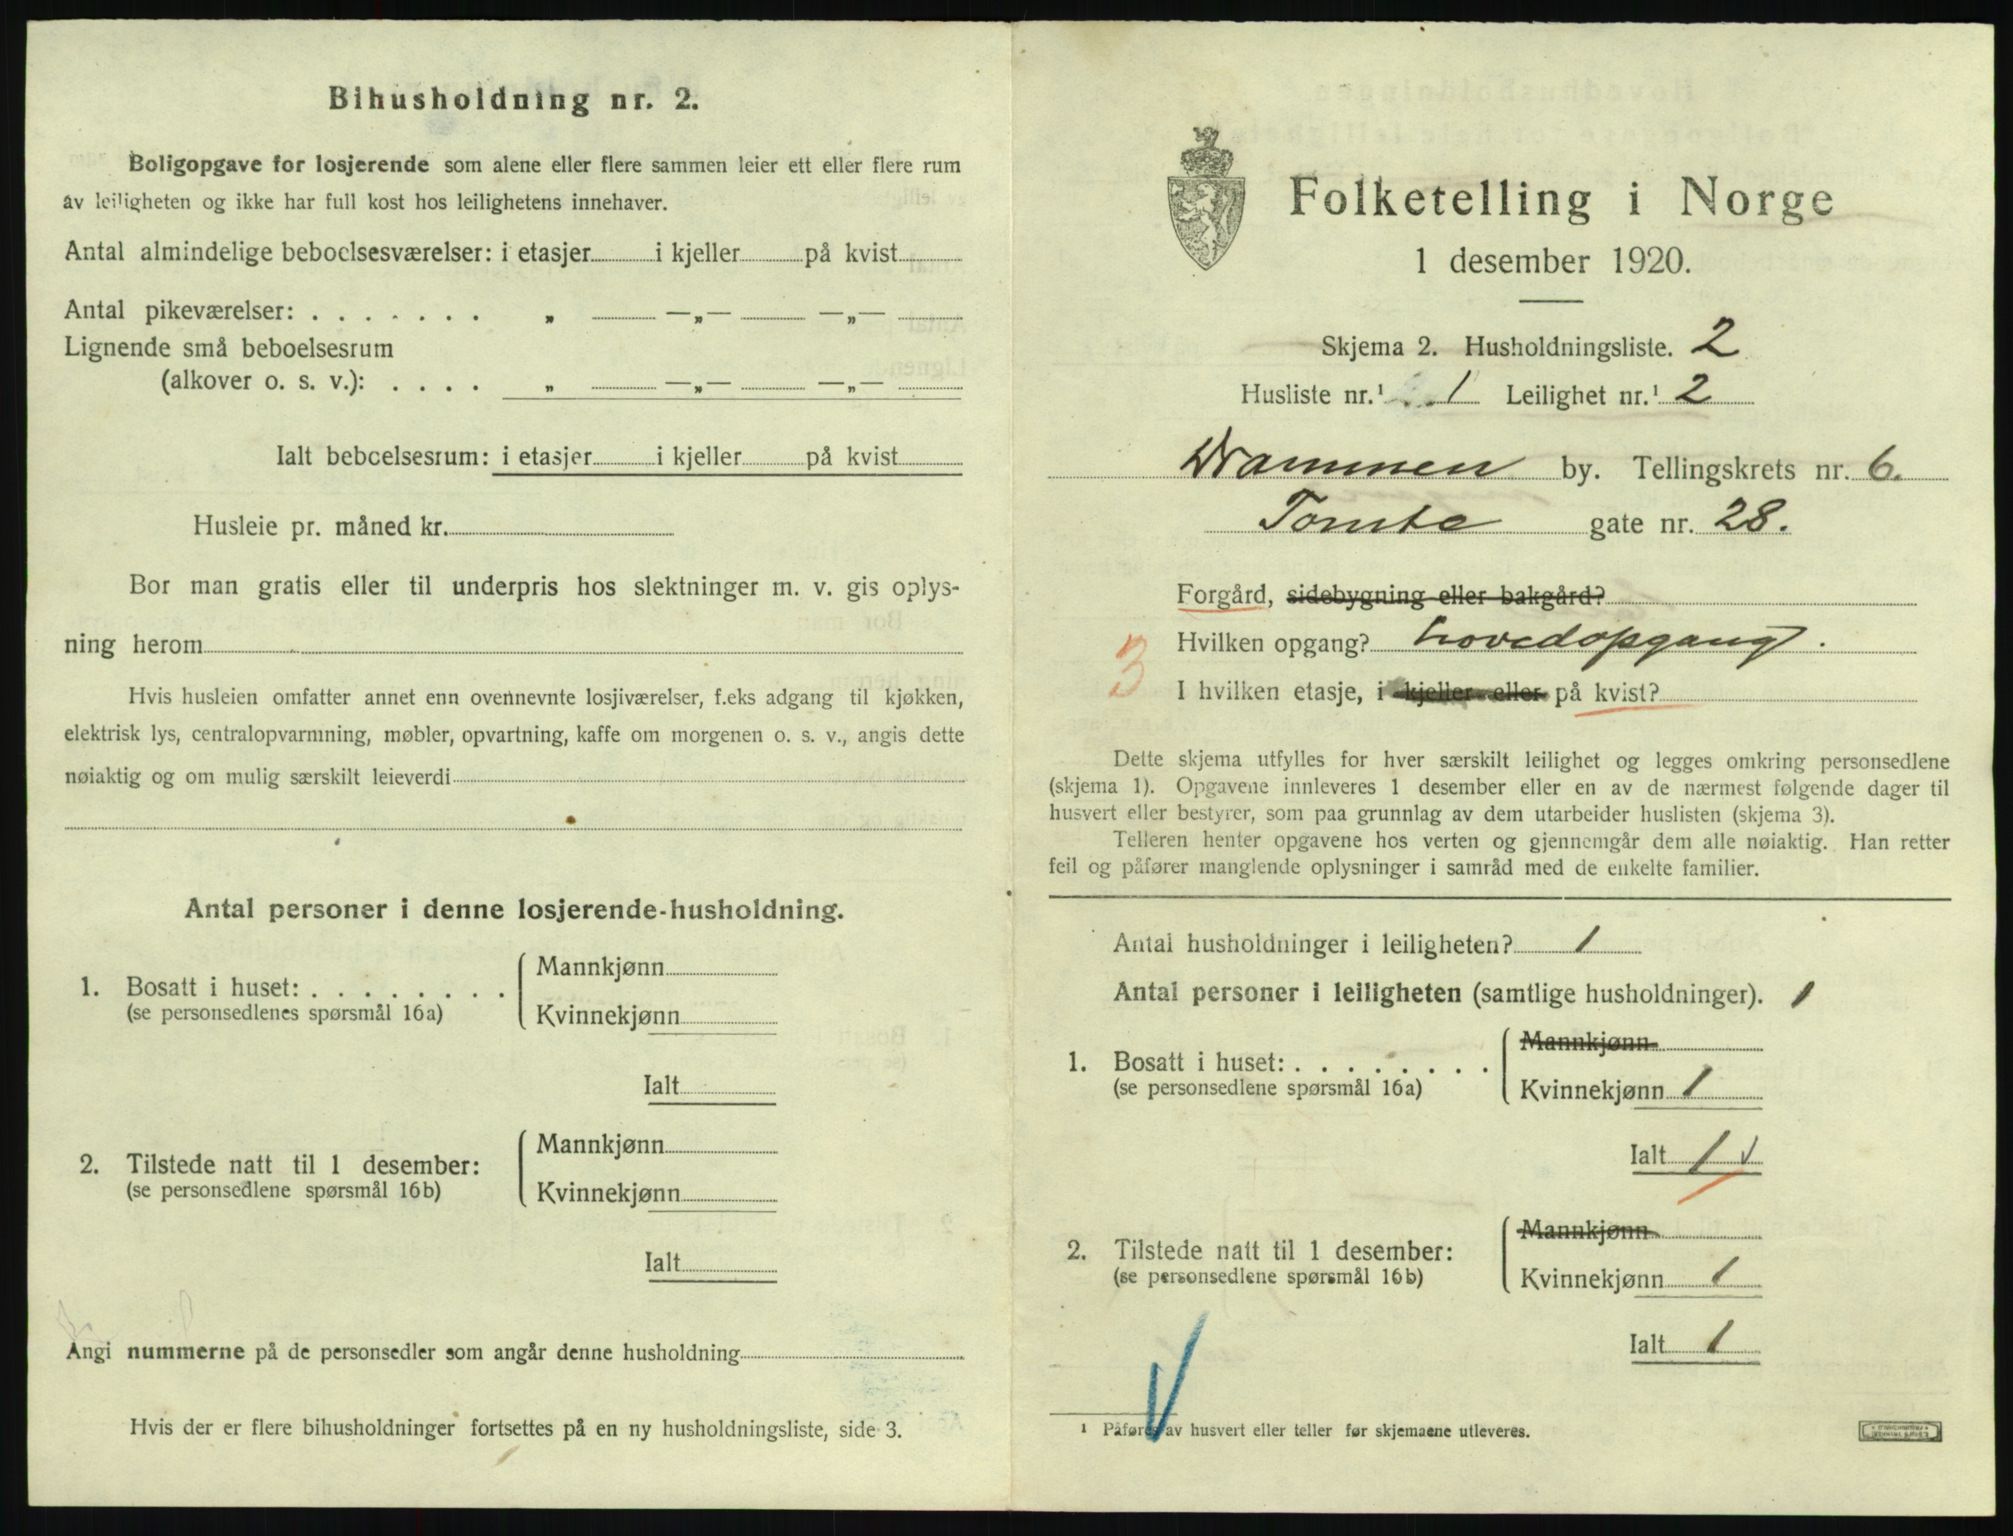 Bihusholdning nr. 2.
Boligopgave for losjerende som alene eller flere sammen leier ett eller flere rum
av leiligheten og ikke har full kost hos leilighetens innehaver.
Antal almindelige beboelsesværelser: i etasjer i kjeller på kvist
Antal pikeværelser: . . . . . . . „ —„— —„—
Lignende små beboelsesrum
(alkover o. s. v.): . . . . „ —„— —„—
Ialt beboelsesrum: i etasjer i kjeller på kvist
Husleie pr. måned kr.
Bor man gratis eller til underpris hos slektninger m. v. gis oplys-
ning herom
Hvis husleien omfatter annet enn ovennevnte losjiværelser, f.eks adgang til kjøkken,
elektrisk lys, centralopvarmning, møbler, opvartning, kaffe om morgenen o. s. v., angis dette
nøiaktig og om mulig særskilt leieverdi
Antal personer i denne losjerende-husholdning.
1. Bosatt i huset: . . . . . . . .
(se personsedlenes spørsmål 16a)
Mannkjønn
Kvinnekjønn
Ialt
2. Tilstede natt til 1 desember:
(se personsedlene spørsmål 16b)
Mannkjønn
Kvinnekjønn
Ialt
Angi nummerne på de personsedler som angår denne husholdning
Hvis der er flere bihusholdninger fortsettes på en ny husholdningsliste, side 3.
Folketelling i Norge
1 desember 1920.
Skjema 2. Husholdningsliste. 2
Husliste nr.¹ 1 Leilighet nr.¹ 2
Drammen by. Tellingskrets nr. 6.
Tomte gate nr. 28.
Forgård, sidebygning eller bakgård?
3 Hvilken opgang? hovedopgang.
I hvilken etasje, i kjeller eller på kvist?
Dette skjema utfylles for hver særskilt leilighet og legges omkring personsedlene
(skjema 1). Opgavene innleveres 1 desember eller en av de nærmest følgende dager til
husvert eller bestyrer, som paa grunnlag av dem utarbeider huslisten (skjema 3).
Telleren henter opgavene hos verten og gjennemgår dem alle nøiaktig. Han retter
feil og påfører manglende oplysninger i samråd med de enkelte familier.
Antal husholdninger i leiligheten? 1
Antal personer i leiligheten (samtlige husholdninger). 1
1. Bosatt i huset: . . . . . . . .
(se personsedlene spørsmål 16a)
Mannkjønn
Kvinnekjønn 1
Ialt 1
2. Tilstede natt til 1 desember:
(se personsedlene spørsmål 16b)
Mannkjønn
Kvinnekjønn 1
Ialt 1
¹ Påføres av husvert eller teller før skjemaene utleveres.